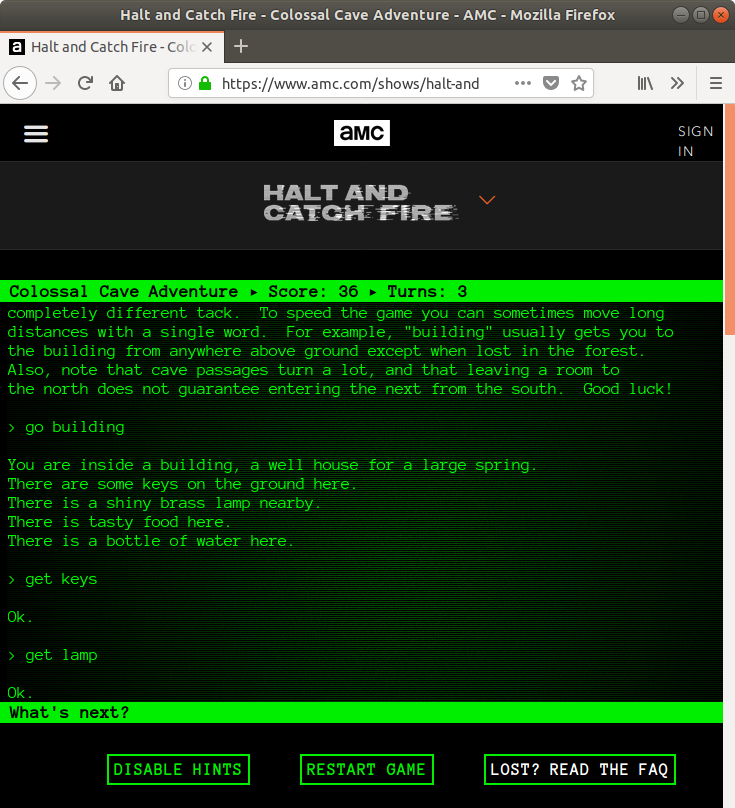 Halt and Catch Fire - Colossal Cave Adventure - AMC - Mozilla Firefox
a Halt and Catch Fire - Colo
https://www.amc.com/shows/halt-and
aMC
SIGN
IN
HALT AND
CATCH FIRE
Colossal Cave Adventure ▸ Score: 36 ▸ Turns: 3
completely different tack.  To speed the game you can sometimes move long
distances with a single word.  For example, "building" usually gets you to
the building from anywhere above ground except when lost in the forest.
Also, note that cave passages turn a lot, and that leaving a room to
the north does not guarantee entering the next from the south.  Good luck!
> go building
You are inside a building, a well house for a large spring.
There are some keys on the ground here.
There is a shiny brass lamp nearby.
There is tasty food here.
There is a bottle of water here.
> get keys
Ok.
> get lamp
Ok.
What's next?
DISABLE HINTS RESTART GAME LOST? READ THE FAQ